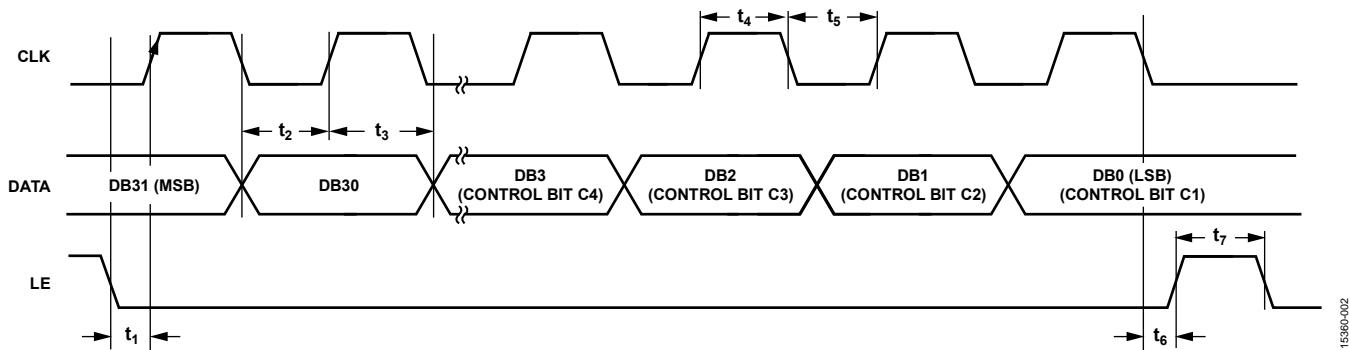 t4
t5
CLK
t2
t3
DATA
DB31 (MSB)
DB30
DB3
(CONTROL BIT C4)
DB2
(CONTROL BIT C3)
DB1
(CONTROL BIT C2)
DB0 (LSB)
(CONTROL BIT C1)
t7
LE
t1
t6
15360-002